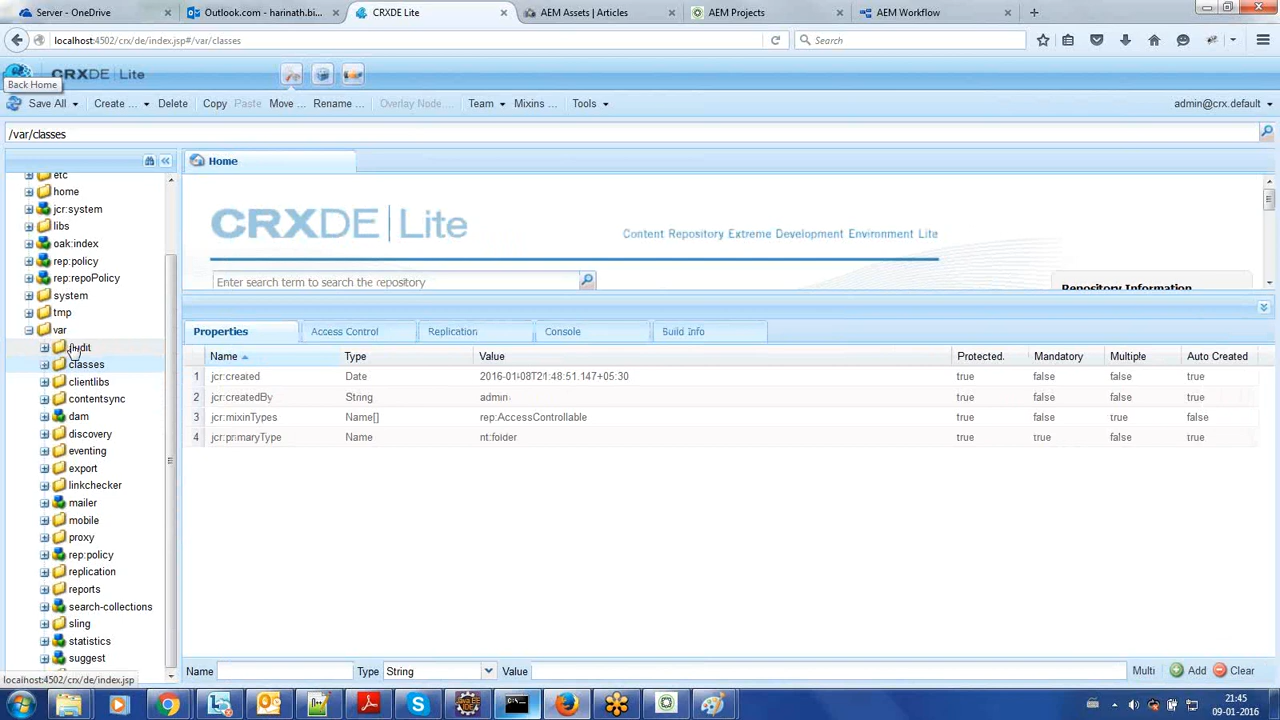 Server - OneDrive
Outlook.com - harinath.bi...
CRXDE Lite
AEM Assets | Articles
AEM Projects
AEM Workflow
localhost:4502/crx/de/index.jsp#/var/classes
Search
CRXDE Lite
Back Home
Save All
Create ...
Delete
Copy
Paste
Move ...
Rename ...
Overlay Node...
Team
Mixins ...
Tools
admin@crx.default
/var/classes
Home
etc
home
jcr:system
libs
oak:index
rep:policy
rep:repoPolicy
system
tmp
var
audit
classes
clientlibs
contentsync
dam
discovery
eventing
export
linkchecker
mailer
mobile
proxy
rep:policy
replication
reports
search-collections
sling
statistics
suggest
CRXDE | Lite
Content Repository Extreme Development Environment Lite
Enter search term to search the repository
Repository Information
Properties
Access Control
Replication
Console
Build Info
Name Type Value Protected. Mandatory Multiple Auto Created
1 jcr:created Date 2016-01-08T21:48:51.147+05:30 true false false true
2 jcr:createdBy String admin true false false true
3 jcr:mixinTypes Name[] rep:AccessControllable true false true false
4 jcr:primaryType Name nt:folder true true false true
Name Type String Value Multi Add Clear
localhost:4502/crx/de/index.jsp
21:45
09-01-2016